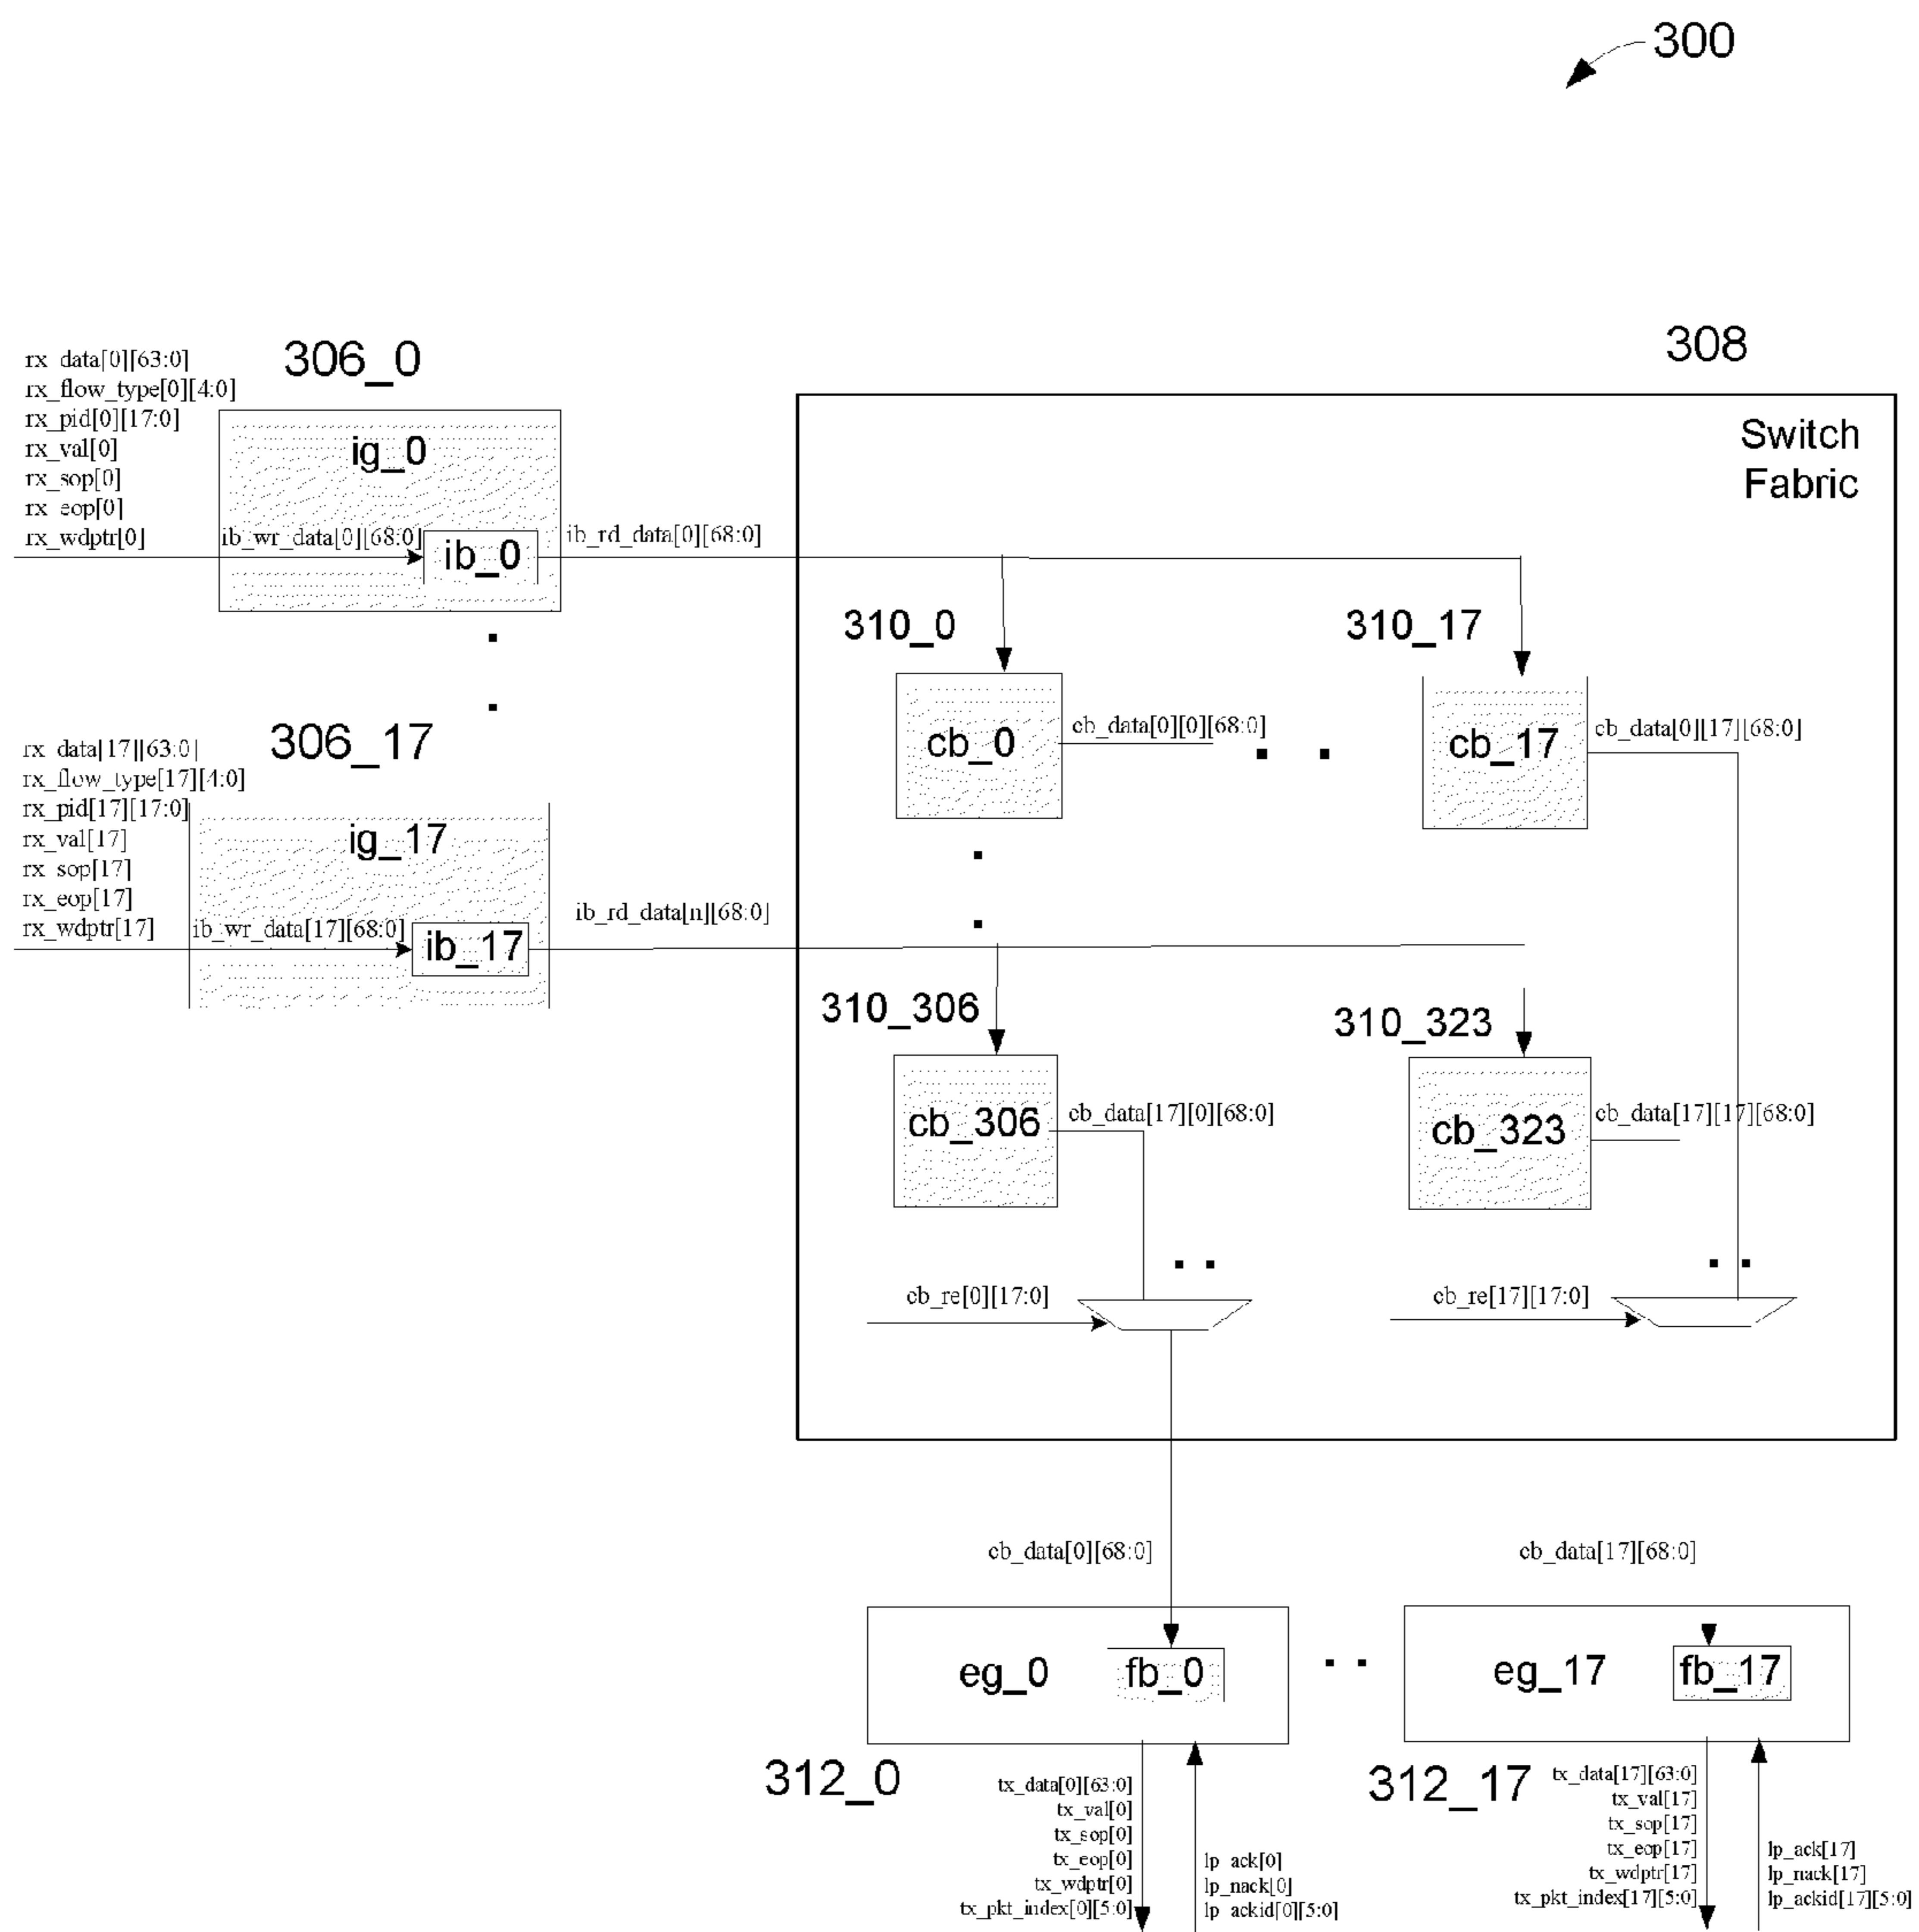 300
306_0
308
rx_data[0][63:0]
rx_flow_type[0][4:0]
rx_pid[0][17:0]
rx_val[0]
rx_sop[0]
rx_eop[0]
rx_wdptr[0]
ig_0
ib_wr_data[0][68:0]
ib_0
ib_rd_data[0][68:0]
Switch
Fabric
310_0
310_17
cb_0
cb_data[0][0][68:0]
cb_17
cb_data[0][17][68:0]
306_17
rx_data[17][63:0]
rx_flow_type[17][4:0]
rx_pid[17][17:0]
rx_val[17]
rx_sop[17]
rx_eop[17]
rx_wdptr[17]
ig_17
ib_wr_data[17][68:0]
ib_17
ib_rd_data[n][68:0]
310_306
310_323
cb_306
cb_data[17][0][68:0]
cb_323
cb_data[17][17][68:0]
cb_re[0][17:0]
cb_re[17][17:0]
cb_data[0][68:0]
cb_data[17][68:0]
eg_0
fb_0
eg_17
fb_17
312_0
312_17
tx_data[0][63:0]
tx_val[0]
tx_sop[0]
tx_eop[0]
tx_wdptr[0]
tx_pkt_index[0][5:0]
lp_ack[0]
lp_nack[0]
lp_ackid[0][5:0]
tx_data[17][63:0]
tx_val[17]
tx_sop[17]
tx_eop[17]
tx_wdptr[17]
tx_pkt_index[17][5:0]
lp_ack[17]
lp_nack[17]
lp_ackid[17][5:0]